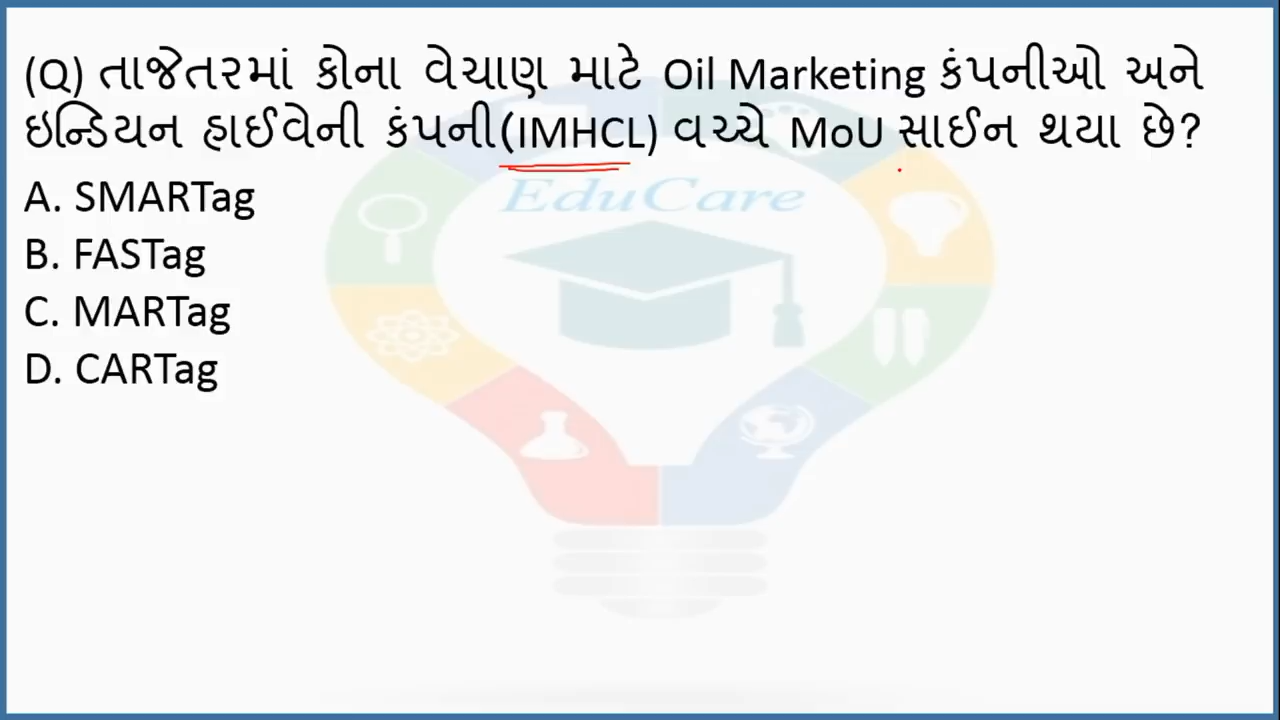 (Q) તાજેતરમાં કોના વેચાણ માટે Oil Marketing કંપનીઓ અને
ઇન્ડિયન હાઈવેની કંપની(IMHCL) વચ્ચે MoU સાઈન થયા છે?
EduCare
A. SMARTag
B. FASTag
C. MARTag
D. CARTag